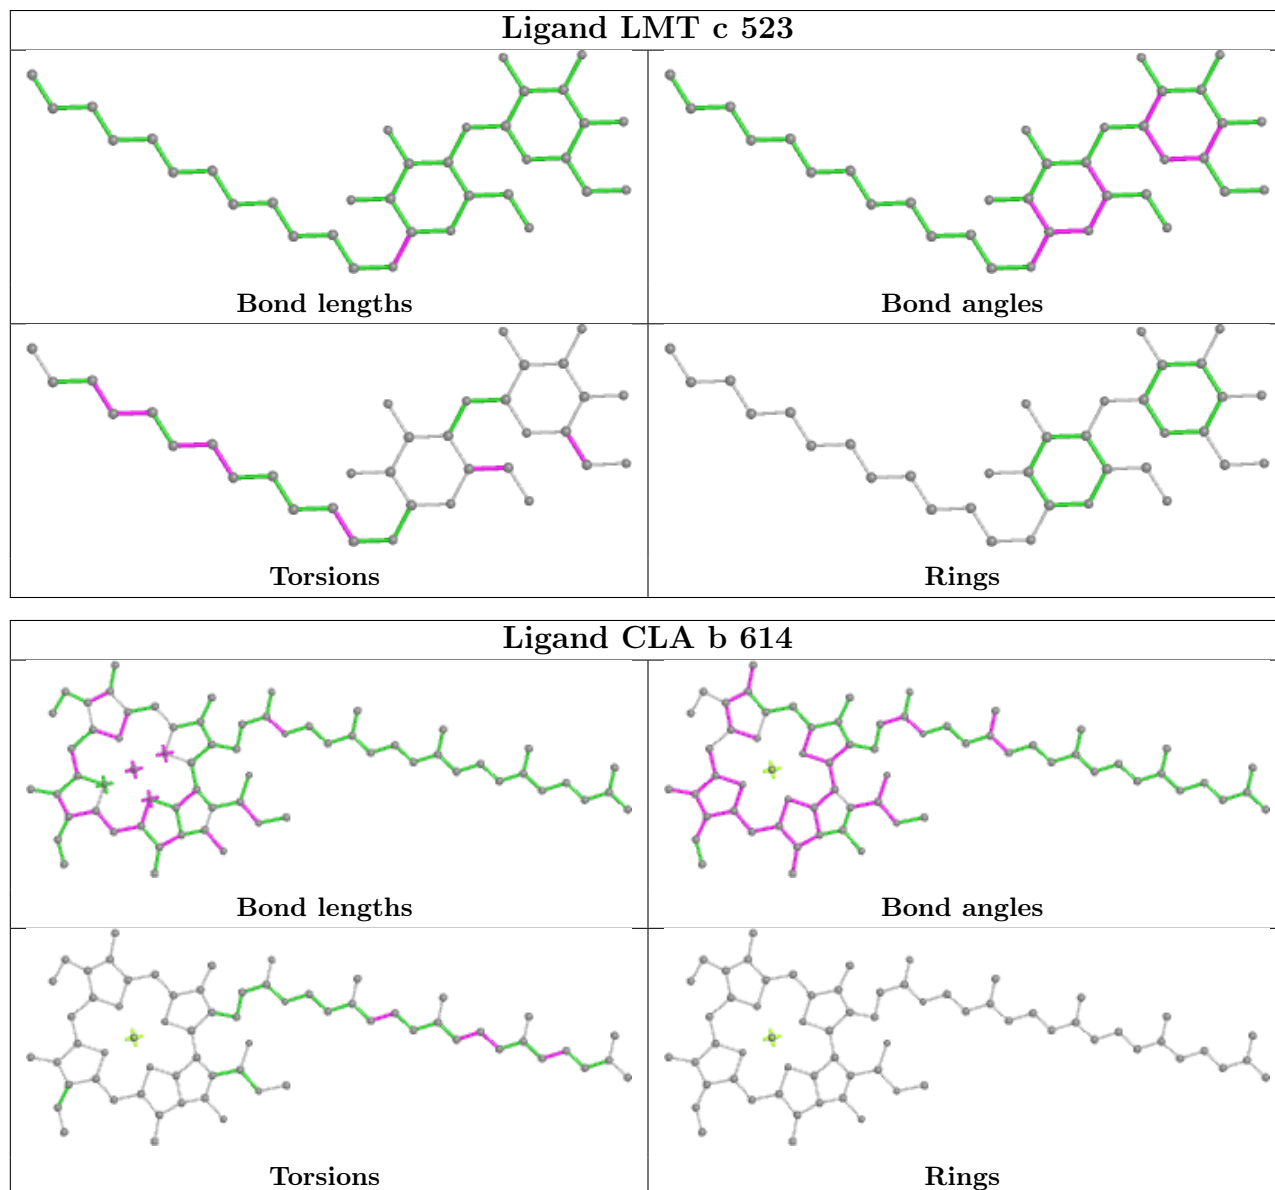 Ligand LMT c 523
Bond lengths
Bond angles
Torsions
Rings
Ligand CLA b 614
Bond lengths
Bond angles
Torsions
Rings